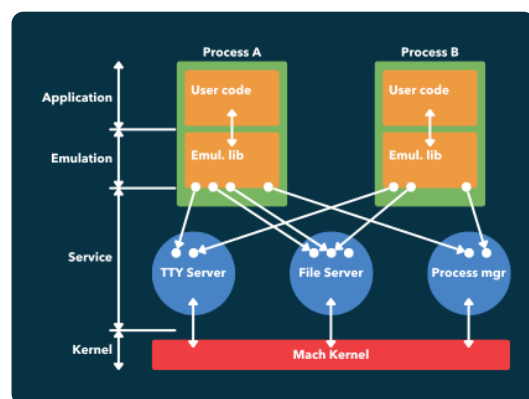 Process A
Process B
Application
User code
User code
Emulation
Emul. lib
Emul. lib
Service
TTY Server
File Server
Process mgr
Kernel
Mach Kernel